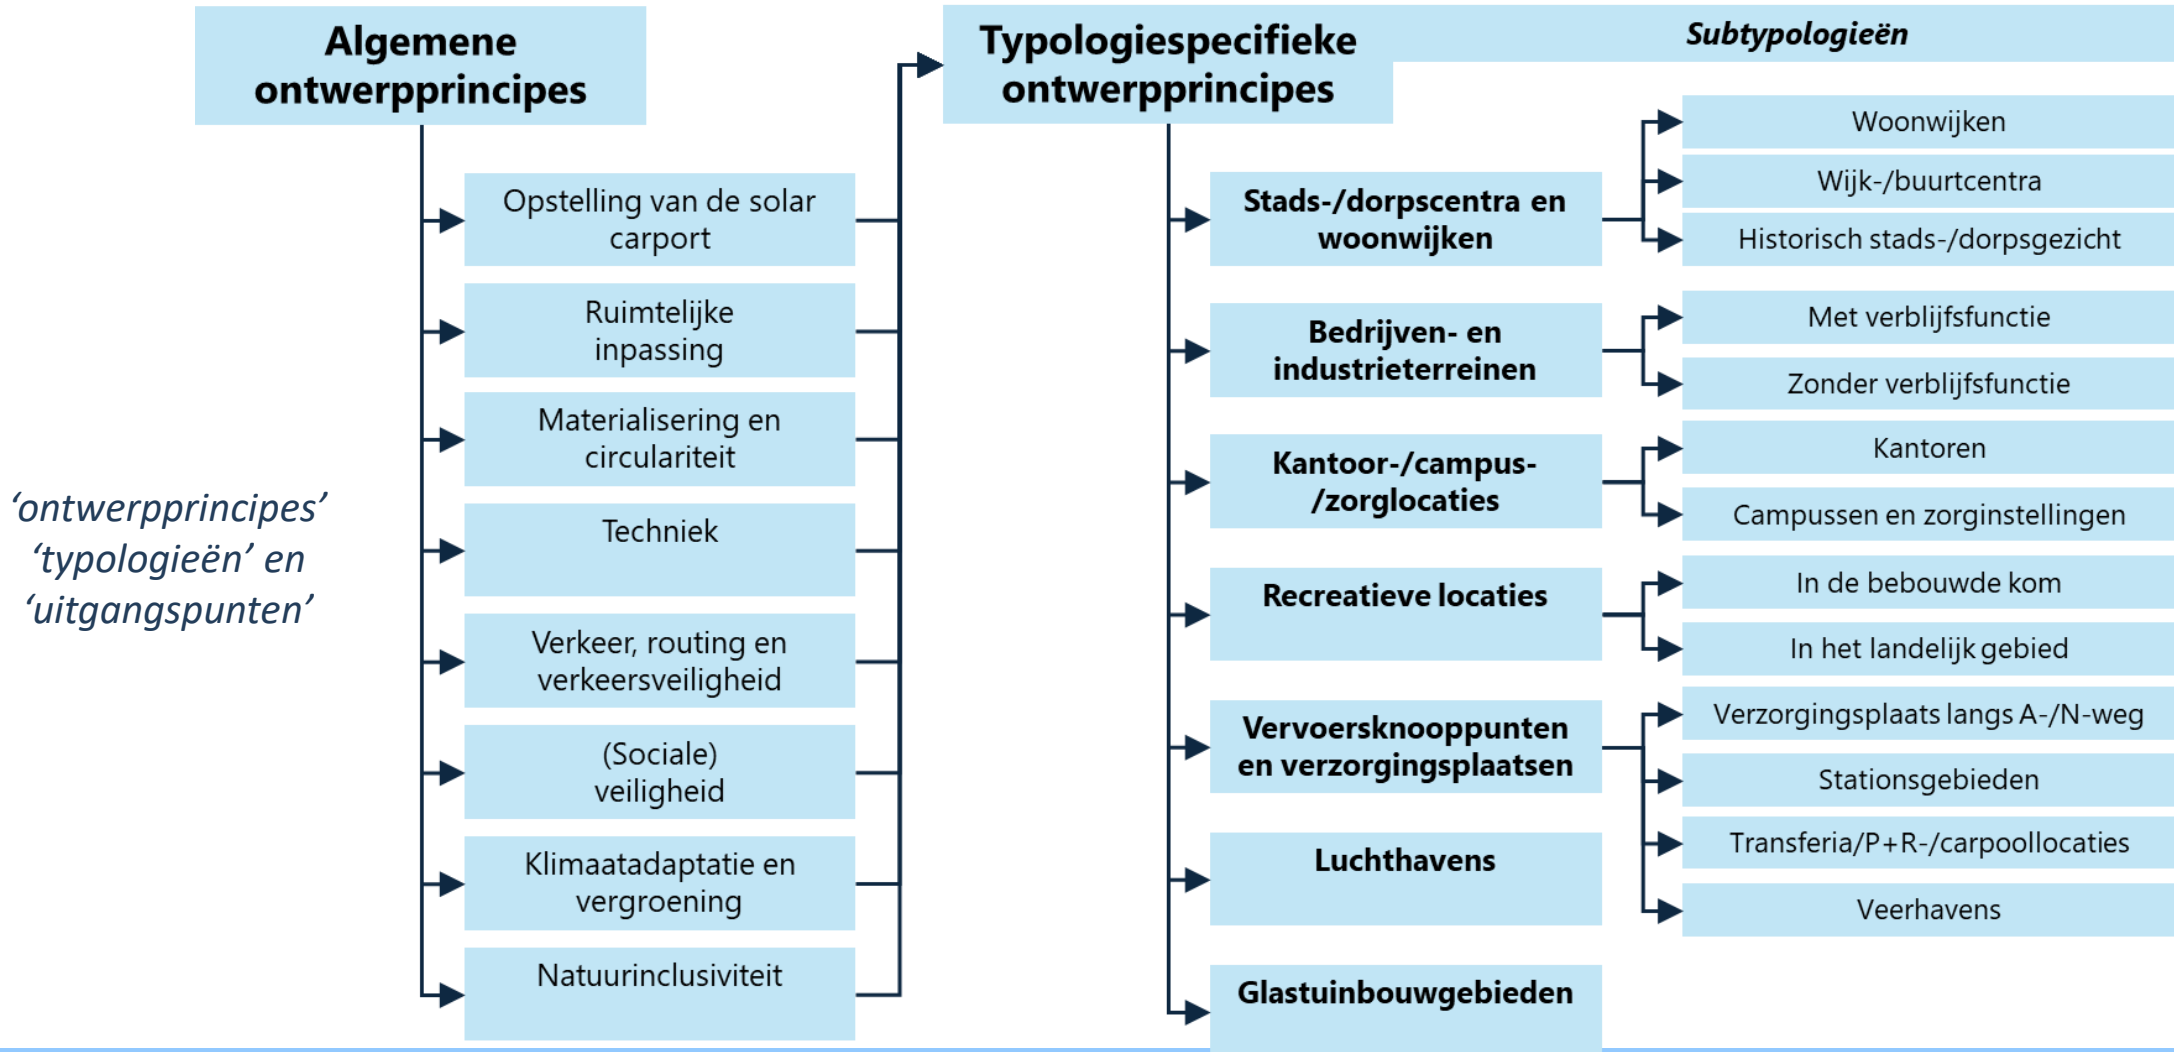 Algemene
ontwerpprincipes
Typologiespecifieke
ontwerpprincipes
Subtypologieën
‘ontwerpprincipes’
‘typologieën’ en
‘uitgangspunten’
Opstelling van de solar
carport
Ruimtelijke
inpassing
Materialisering en
circulariteit
Techniek
Verkeer, routing en
verkeersveiligheid
(Sociale)
veiligheid
Klimaatadaptatie en
vergroening
Natuurinclusiviteit
Stads-/dorpscentra en
woonwijken
Woonwijken
Wijk-/buurtcentra
Historisch stads-/dorpsgezicht
Bedrijven- en
industrieterreinen
Met verblijfsfunctie
Zonder verblijfsfunctie
Kantoor-/campus-
/zorglocaties
Kantoren
Campussen en zorginstellingen
Recreatieve locaties
In de bebouwde kom
In het landelijk gebied
Vervoersknooppunten
en verzorgingsplaatsen
Verzorgingsplaats langs A-/N-weg
Stationsgebieden
Transferia/P+R-/carpoollocaties
Veerhavens
Luchthavens
Glastuinbouwgebieden